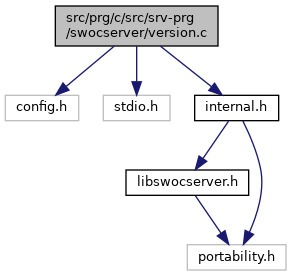 src/prg/c/src/srv-prg
/swocserver/version.c
config.h
stdio.h
internal.h
libswocserver.h
portability.h